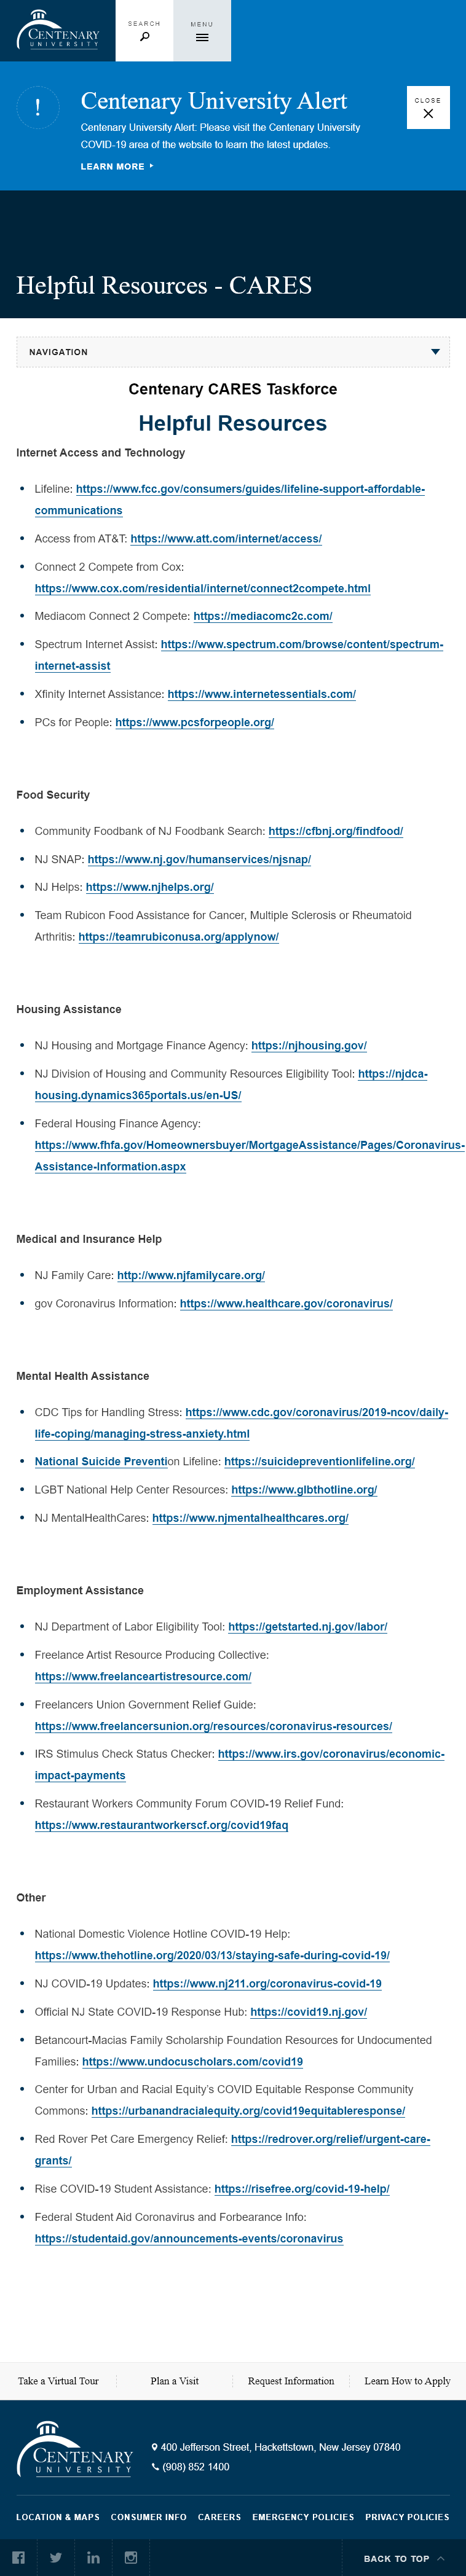 CENTENARY
UNIVERSITY
SEARCH
MENU
Centenary University Alert
CLOSE
Centenary University Alert: Please visit the Centenary University
COVID-19 area of the website to learn the latest updates.
LEARN MORE
Helpful Resources - CARES
NAVIGATION
Centenary CARES Taskforce
Helpful Resources
Internet Access and Technology
Lifeline: https://www.fcc.gov/consumers/guides/lifeline-support-affordable-
communications
Access from AT&T: https://www.att.com/internet/access/
Connect 2 Compete from Cox:
https://www.cox.com/residential/internet/connect2compete.html
Mediacom Connect 2 Compete: https://mediacomc2c.com/
Spectrum Internet Assist: https://www.spectrum.com/browse/content/spectrum-
internet-assist
Xfinity Internet Assistance: https://www.internetessentials.com/
PCs for People: https://www.pcsforpeople.org/
Food Security
Community Foodbank of NJ Foodbank Search: https://cfbnj.org/findfood/
NJ SNAP: https://www.nj.gov/humanservices/njsnap/
NJ Helps: https://www.njhelps.org/
Team Rubicon Food Assistance for Cancer, Multiple Sclerosis or Rheumatoid
Arthritis: https://teamrubiconusa.org/applynow/
Housing Assistance
NJ Housing and Mortgage Finance Agency: https://njhousing.gov/
NJ Division of Housing and Community Resources Eligibility Tool: https://njdca-
housing.dynamics365portals.us/en-US/
Federal Housing Finance Agency:
https://www.fhfa.gov/Homeownersbuyer/MortgageAssistance/Pages/Coronavirus-
Assistance-Information.aspx
Medical and Insurance Help
NJ Family Care: http://www.njfamilycare.org/
gov Coronavirus Information: https://www.healthcare.gov/coronavirus/
Mental Health Assistance
CDC Tips for Handling Stress: https://www.cdc.gov/coronavirus/2019-ncov/daily-
life-coping/managing-stress-anxiety.html
National Suicide Prevention Lifeline: https://suicidepreventionlifeline.org/
LGBT National Help Center Resources: https://www.glbthotline.org/
NJ MentalHealthCares: https://www.njmentalhealthcares.org/
Employment Assistance
NJ Department of Labor Eligibility Tool: https://getstarted.nj.gov/labor/
Freelance Artist Resource Producing Collective:
https://www.freelanceartistresource.com/
Freelancers Union Government Relief Guide:
https://www.freelancersunion.org/resources/coronavirus-resources/
IRS Stimulus Check Status Checker: https://www.irs.gov/coronavirus/economic-
impact-payments
Restaurant Workers Community Forum COVID-19 Relief Fund:
https://www.restaurantworkerscf.org/covid19faq
Other
National Domestic Violence Hotline COVID-19 Help:
https://www.thehotline.org/2020/03/13/staying-safe-during-covid-19/
NJ COVID-19 Updates: https://www.nj211.org/coronavirus-covid-19
Official NJ State COVID-19 Response Hub: https://covid19.nj.gov/
Betancourt-Macias Family Scholarship Foundation Resources for Undocumented
Families: https://www.undocuscholars.com/covid19
Center for Urban and Racial Equity's COVID Equitable Response Community
Commons: https://urbanandracialequity.org/covid19equitableresponse/
Red Rover Pet Care Emergency Relief: https://redrover.org/relief/urgent-care-
grants/
Rise COVID-19 Student Assistance: https://risefree.org/covid-19-help/
Federal Student Aid Coronavirus and Forbearance Info:
https://studentaid.gov/announcements-events/coronavirus
Take a Virtual Tour
Plan a Visit
Request Information
Learn How to Apply
CENTENARY
UNIVERSITY
400 Jefferson Street, Hackettstown, New Jersey 07840
(908) 852 1400
LOCATION & MAPS
CONSUMER INFO
CAREERS
EMERGENCY POLICIES
PRIVACY POLICIES
BACK TO TOP